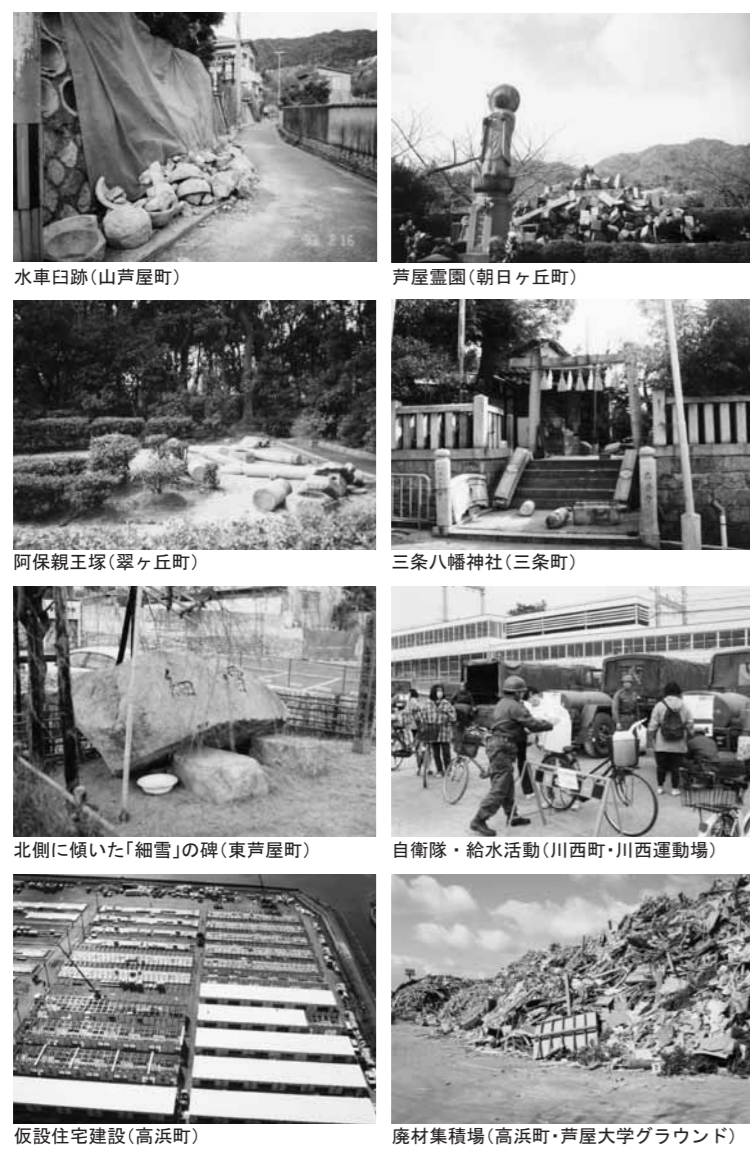 水車臼跡(山芦屋町)
芦屋霊園(朝日ヶ丘町)
阿保親王塚(翠ヶ丘町)
三条八幡神社(三条町)
北側に傾いた「細雪」の碑(東芦屋町)
自衛隊・給水活動(川西町・川西運動場)
仮設住宅建設(高浜町)
廃材集積場(高浜町・芦屋大学グラウンド)